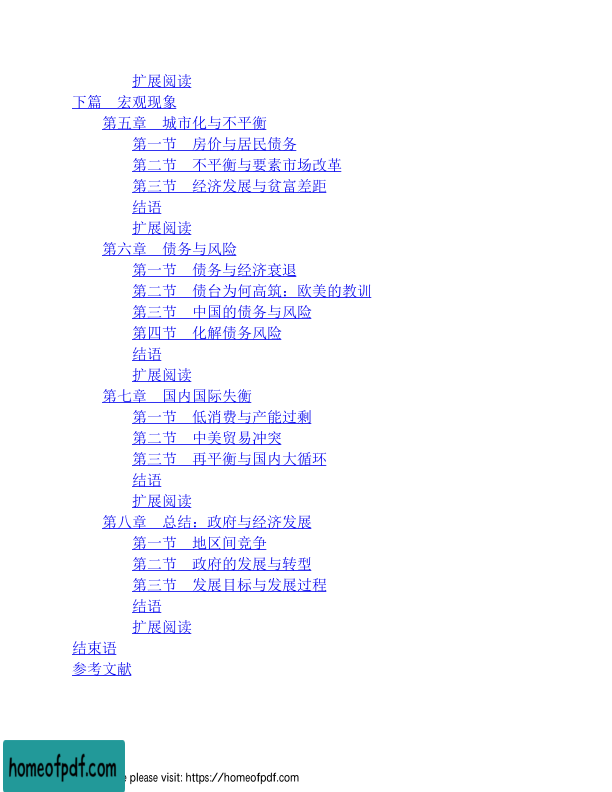 扩展阅读
下篇　宏观现象
第五章　城市化与不平衡
第一节　房价与居民债务
第二节　不平衡与要素市场改革
第三节　经济发展与贫富差距
结语
扩展阅读
第六章　债务与风险
第一节　债务与经济衰退
第二节　债台为何高筑：欧美的教训
第三节　中国的债务与风险
第四节　化解债务风险
结语
扩展阅读
第七章　国内国际失衡
第一节　低消费与产能过剩
第二节　中美贸易冲突
第三节　再平衡与国内大循环
结语
扩展阅读
第八章　总结：政府与经济发展
第一节　地区间竞争
第二节　政府的发展与转型
第三节　发展目标与发展过程
结语
扩展阅读
结束语
参考文献
homeofpdf.com
please visit: https://homeofpdf.com